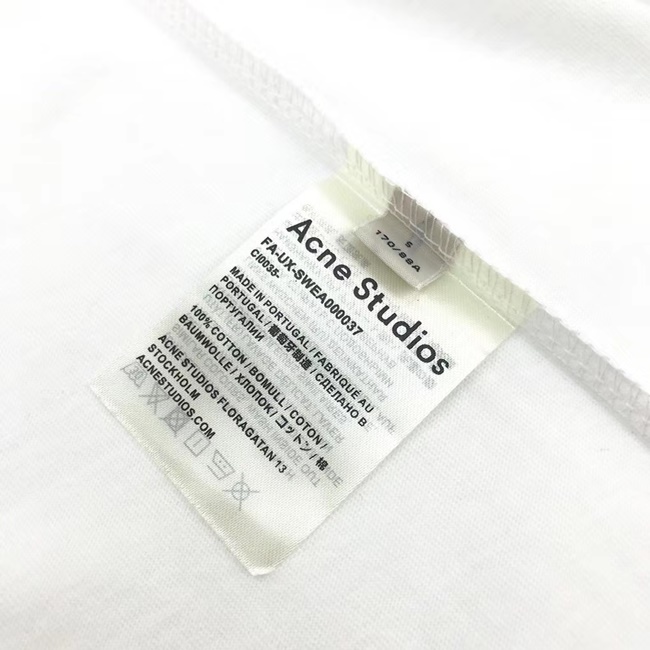 S
170/88A
Acne Studios
FA-UX-SWEA000037
CI0035-
MADE IN PORTUGAL / FABRIQUÉ AU
PORTUGAL / 葡萄牙制造 / СДЕЛАНО В
ПОРТУГАЛИИ
100% COTTON / BOMULL / COTON /
BAUMWOLLE / ХЛОПОК / コットン / 棉
ACNE STUDIOS FLORAGATAN 13
STOCKHOLM
ACNESTUDIOS.COM